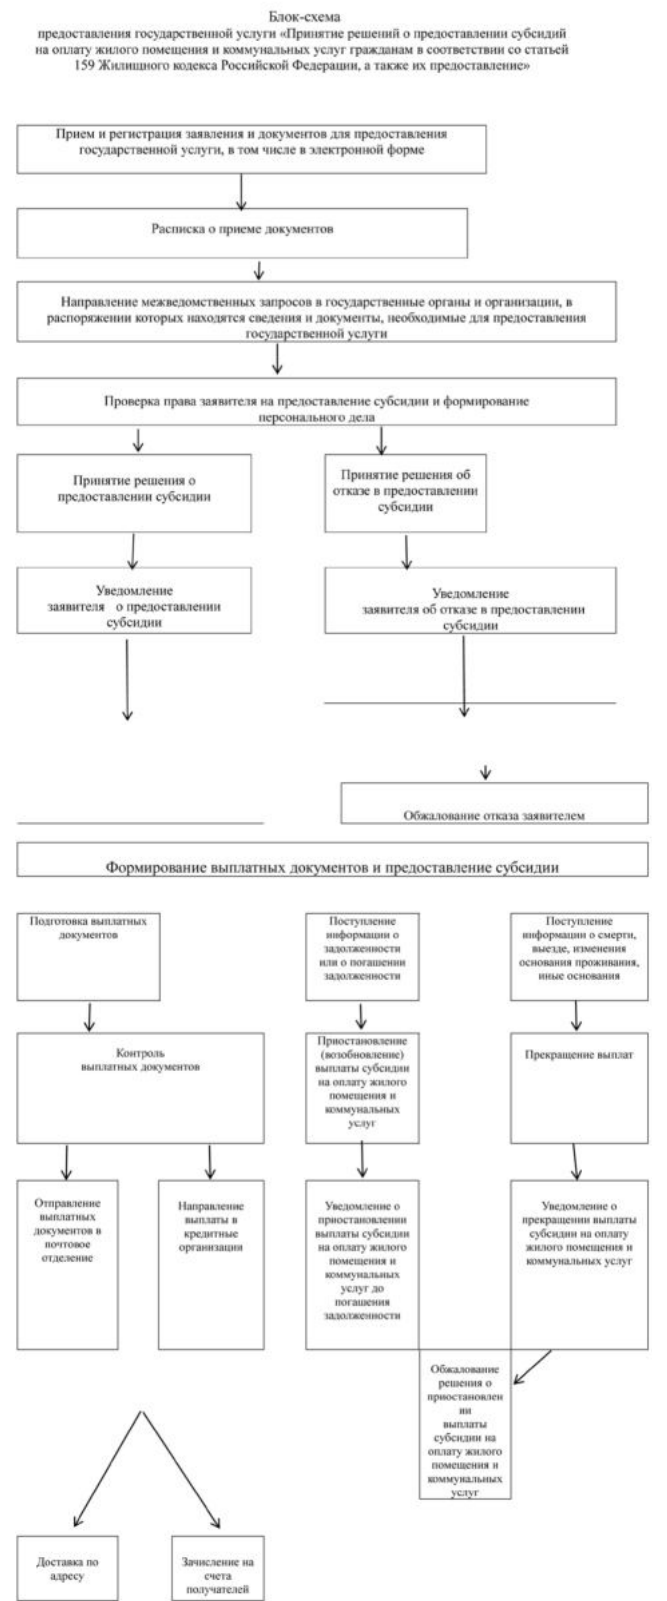 Блок-схема
предоставления государственной услуги «Принятие решений о предоставлении субсидий
на оплату жилого помещения и коммунальных услуг гражданам в соответствии со статьей
159 Жилищного кодекса Российской Федерации, а также их предоставление»
Прием и регистрация заявления и документов для предоставления
государственной услуги, в том числе в электронной форме
Расписка о приеме документов
Направление межведомственных запросов в государственные органы и организации, в
распоряжении которых находятся сведения и документы, необходимые для предоставления
государственной услуги
Проверка права заявителя на предоставление субсидии и формирование
персонального дела
Принятие решения о
предоставлении субсидии
Принятие решения об
отказе в предоставлении
субсидии
Уведомление
заявителя о предоставлении
субсидии
Уведомление
заявителя об отказе в предоставлении
субсидии
Обжалование отказа заявителем
Формирование выплатных документов и предоставление субсидии
Подготовка выплатных
документов
Поступление
информации о
задолженности
или о погашении
задолженности
Поступление
информации о смерти,
выезде, изменения
основания проживания,
иные основания
Контроль
выплатных документов
Приостановление
(возобновление)
выплаты субсидии
на оплату жилого
помещения и
коммунальных
услуг
Прекращение выплат
Отправление
выплатных
документов в
почтовое
отделение
Направление
выплаты в
кредитные
организации
Уведомление о
приостановлении
выплаты субсидии
на оплату жилого
помещения и
коммунальных
услуг до
погашения
задолженности
Уведомление о
прекращении выплаты
субсидии на оплату
жилого помещения и
коммунальных услуг
Обжалование
решения о
приостановлен
ии
выплаты
субсидии на
оплату жилого
помещения и
коммунальных
услуг
Доставка по
адресу
Зачисление на
счета
получателей